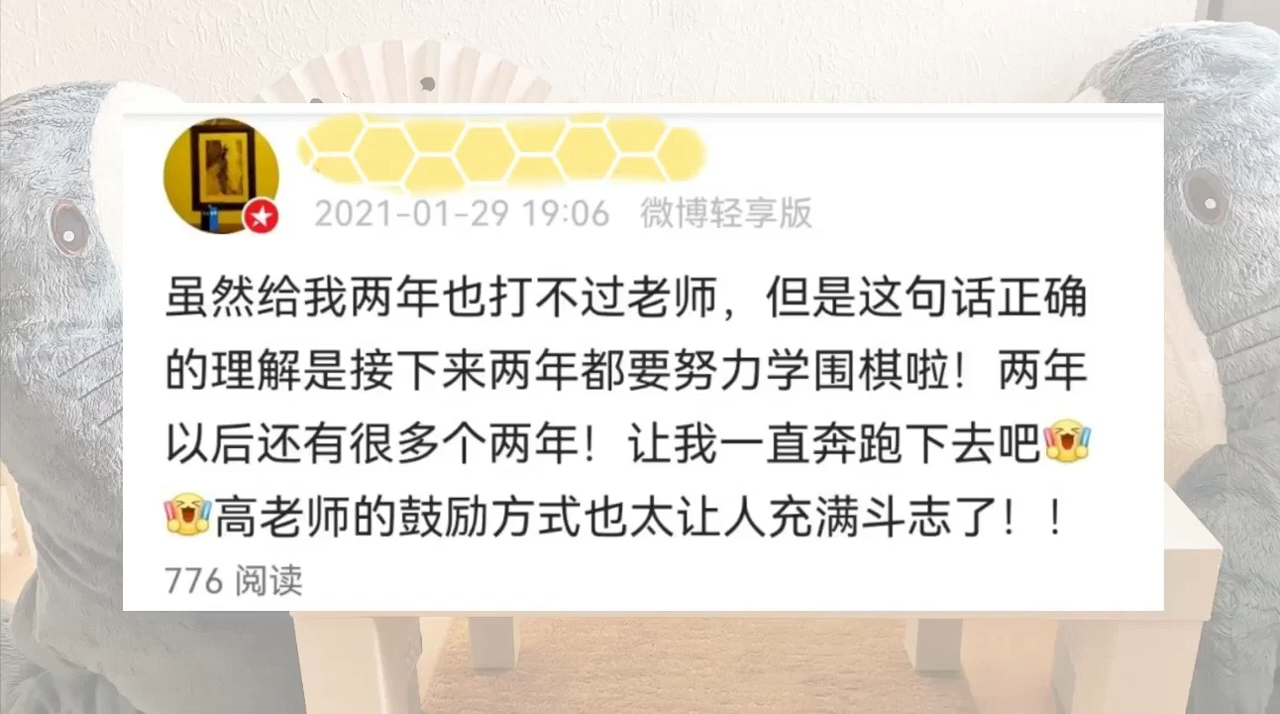 2021-01-29 19:06 微博轻享版
虽然给我两年也打不过老师，但是这句话正确
的理解是接下来两年都要努力学围棋啦！两年
以后还有很多个两年！让我一直奔跑下去吧
高老师的鼓励方式也太让人充满斗志了！！
776 阅读